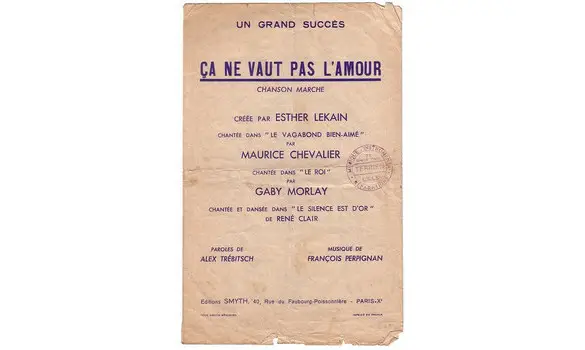 UN GRAND SUCCÈS
ÇA NE VAUT PAS L'AMOUR
CHANSON MARCHE
CRÉÉE PAR ESTHER LEKAIN
CHANTÉE DANS "LE VAGABOND BIEN-AIMÉ"
PAR
MAURICE CHEVALIER
CHANTÉE DANS "LE ROI"
PAR
GABY MORLAY
CHANTÉE ET DANSÉE DANS "LE SILENCE EST D'OR"
DE RENÉ CLAIR
PAROLES DE
ALEX TRÉBITSCH
MUSIQUE DE
FRANÇOIS PERPIGNAN
Editions SMYTH, 40, Rue du Faubourg-Poissonnière - PARIS-Xᵉ